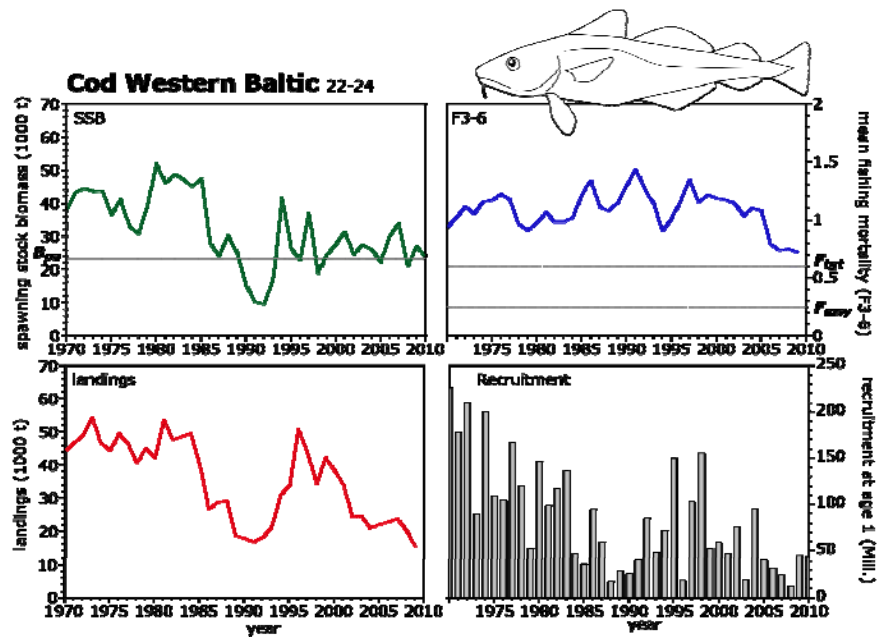 Cod Western Baltic 22-24
SSB
spawning stock biomass (1000 t)
70
60
50
40
30
20
10
0
1970 1975 1980 1985 1990 1995 2000 2005 2010
F3-6
mean fishing mortality (F3-6)
2
1.5
1
0.5
0
1975 1980 1985 1990 1995 2000 2005 2010
landings
landings (1000 t)
70
60
50
40
30
20
10
0
1970 1975 1980 1985 1990 1995 2000 2005 2010
year
Recruitment
recruitment at age 1 (Mill.)
250
200
150
100
50
0
1975 1980 1985 1990 1995 2000 2005 2010
year